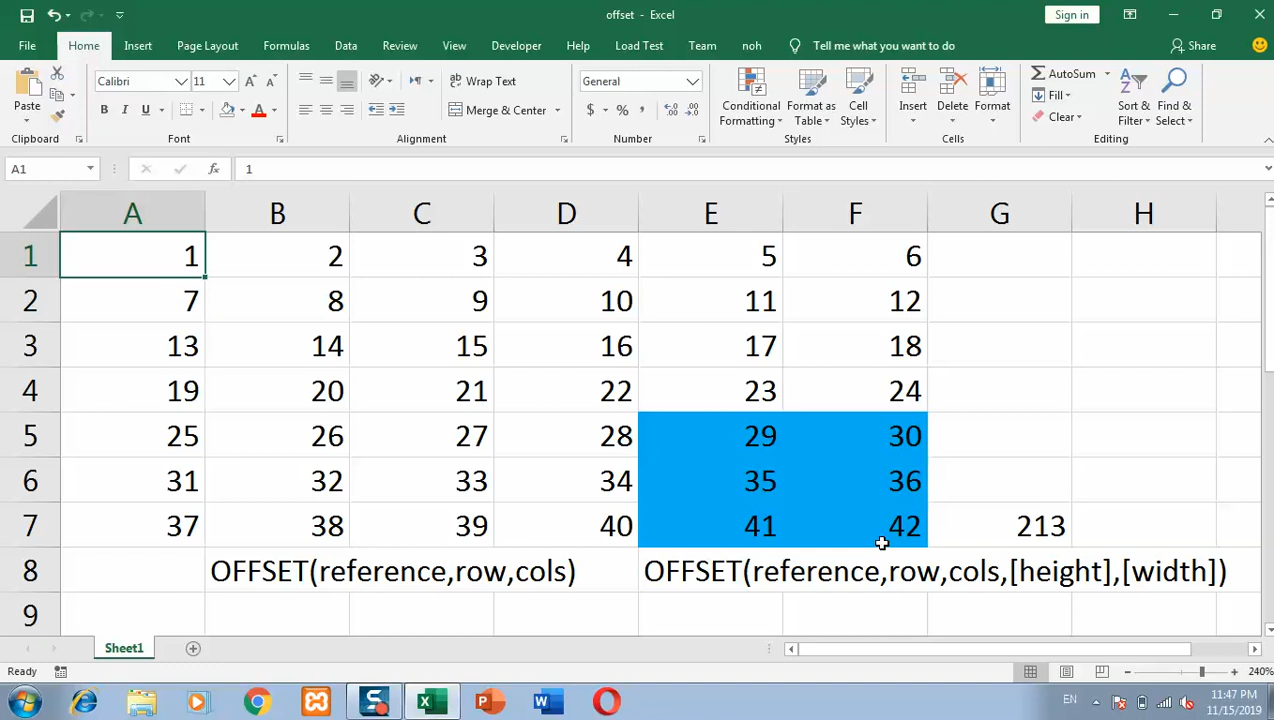 offset - Excel
Sign in
File Home Insert Page Layout Formulas Data Review View Developer Help Load Test Team noh Tell me what you want to do Share
Paste
Calibri 11
B I U
A
Wrap Text
Merge & Center
General
$ % ,
Conditional Formatting
Format as Table
Cell Styles
Insert Delete Format
AutoSum
Fill
Clear
Sort & Filter
Find & Select
Clipboard Font Alignment Number Styles Cells Editing
A1 fx 1
A B C D E F G H
1 1 2 3 4 5 6
2 7 8 9 10 11 12
3 13 14 15 16 17 18
4 19 20 21 22 23 24
5 25 26 27 28 29 30
6 31 32 33 34 35 36
7 37 38 39 40 41 42 213
8 OFFSET(reference,row,cols) OFFSET(reference,row,cols,[height],[width])
9
Sheet1
Ready 240%
EN 11:47 PM
11/15/2019